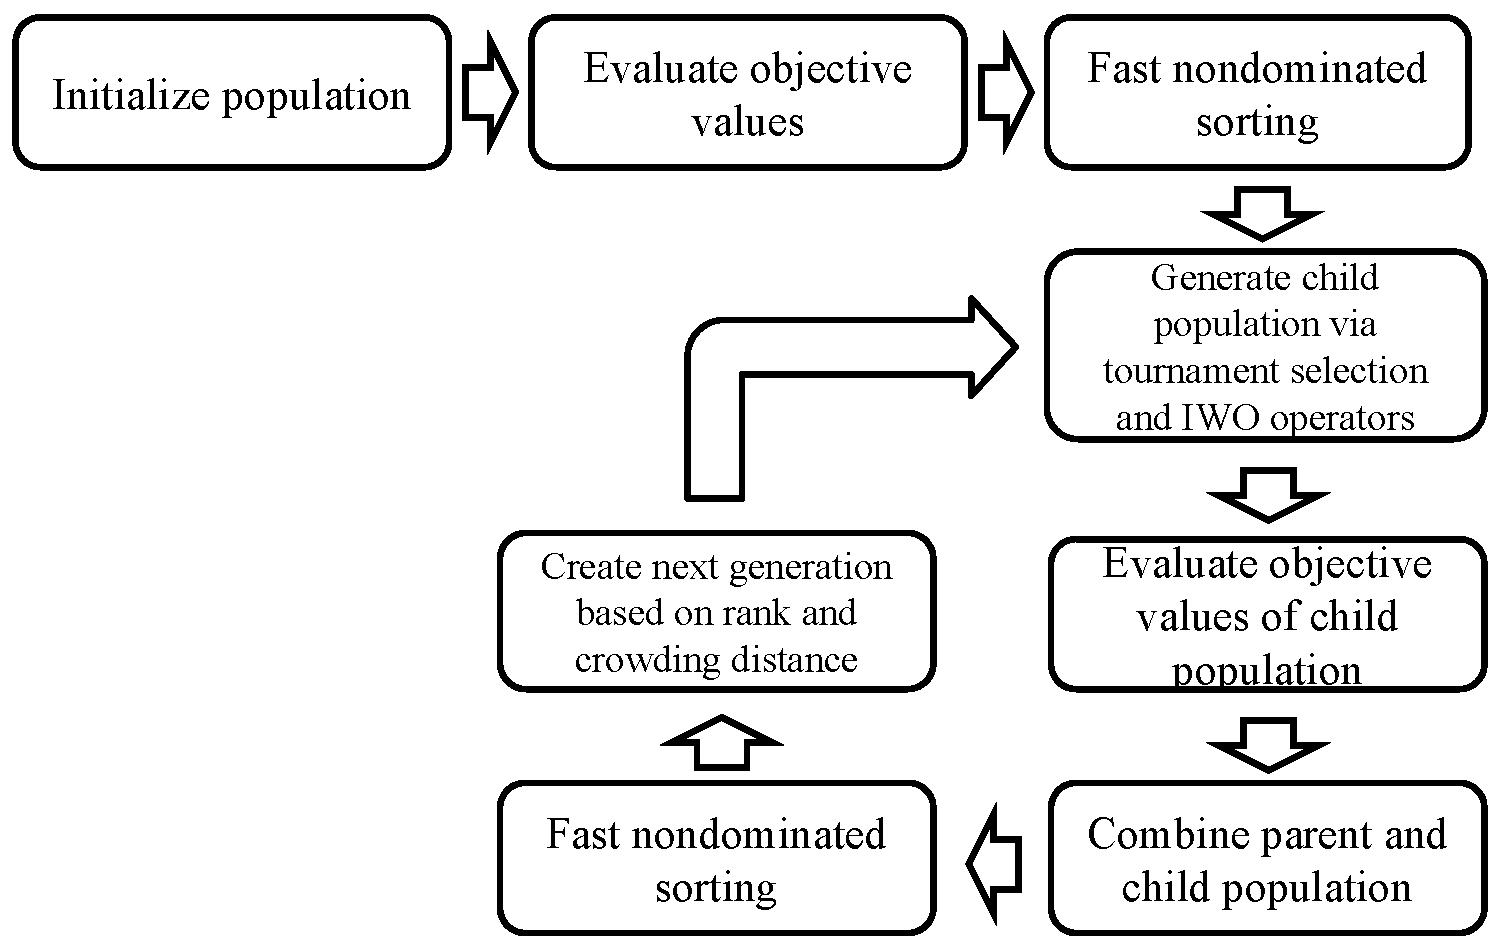 Initialize population
Evaluate objective
values
Fast nondominated
sorting
Generate child
population via
tournament selection
and IWO operators
Evaluate objective
values of child
population
Combine parent and
child population
Fast nondominated
sorting
Create next generation
based on rank and
crowding distance